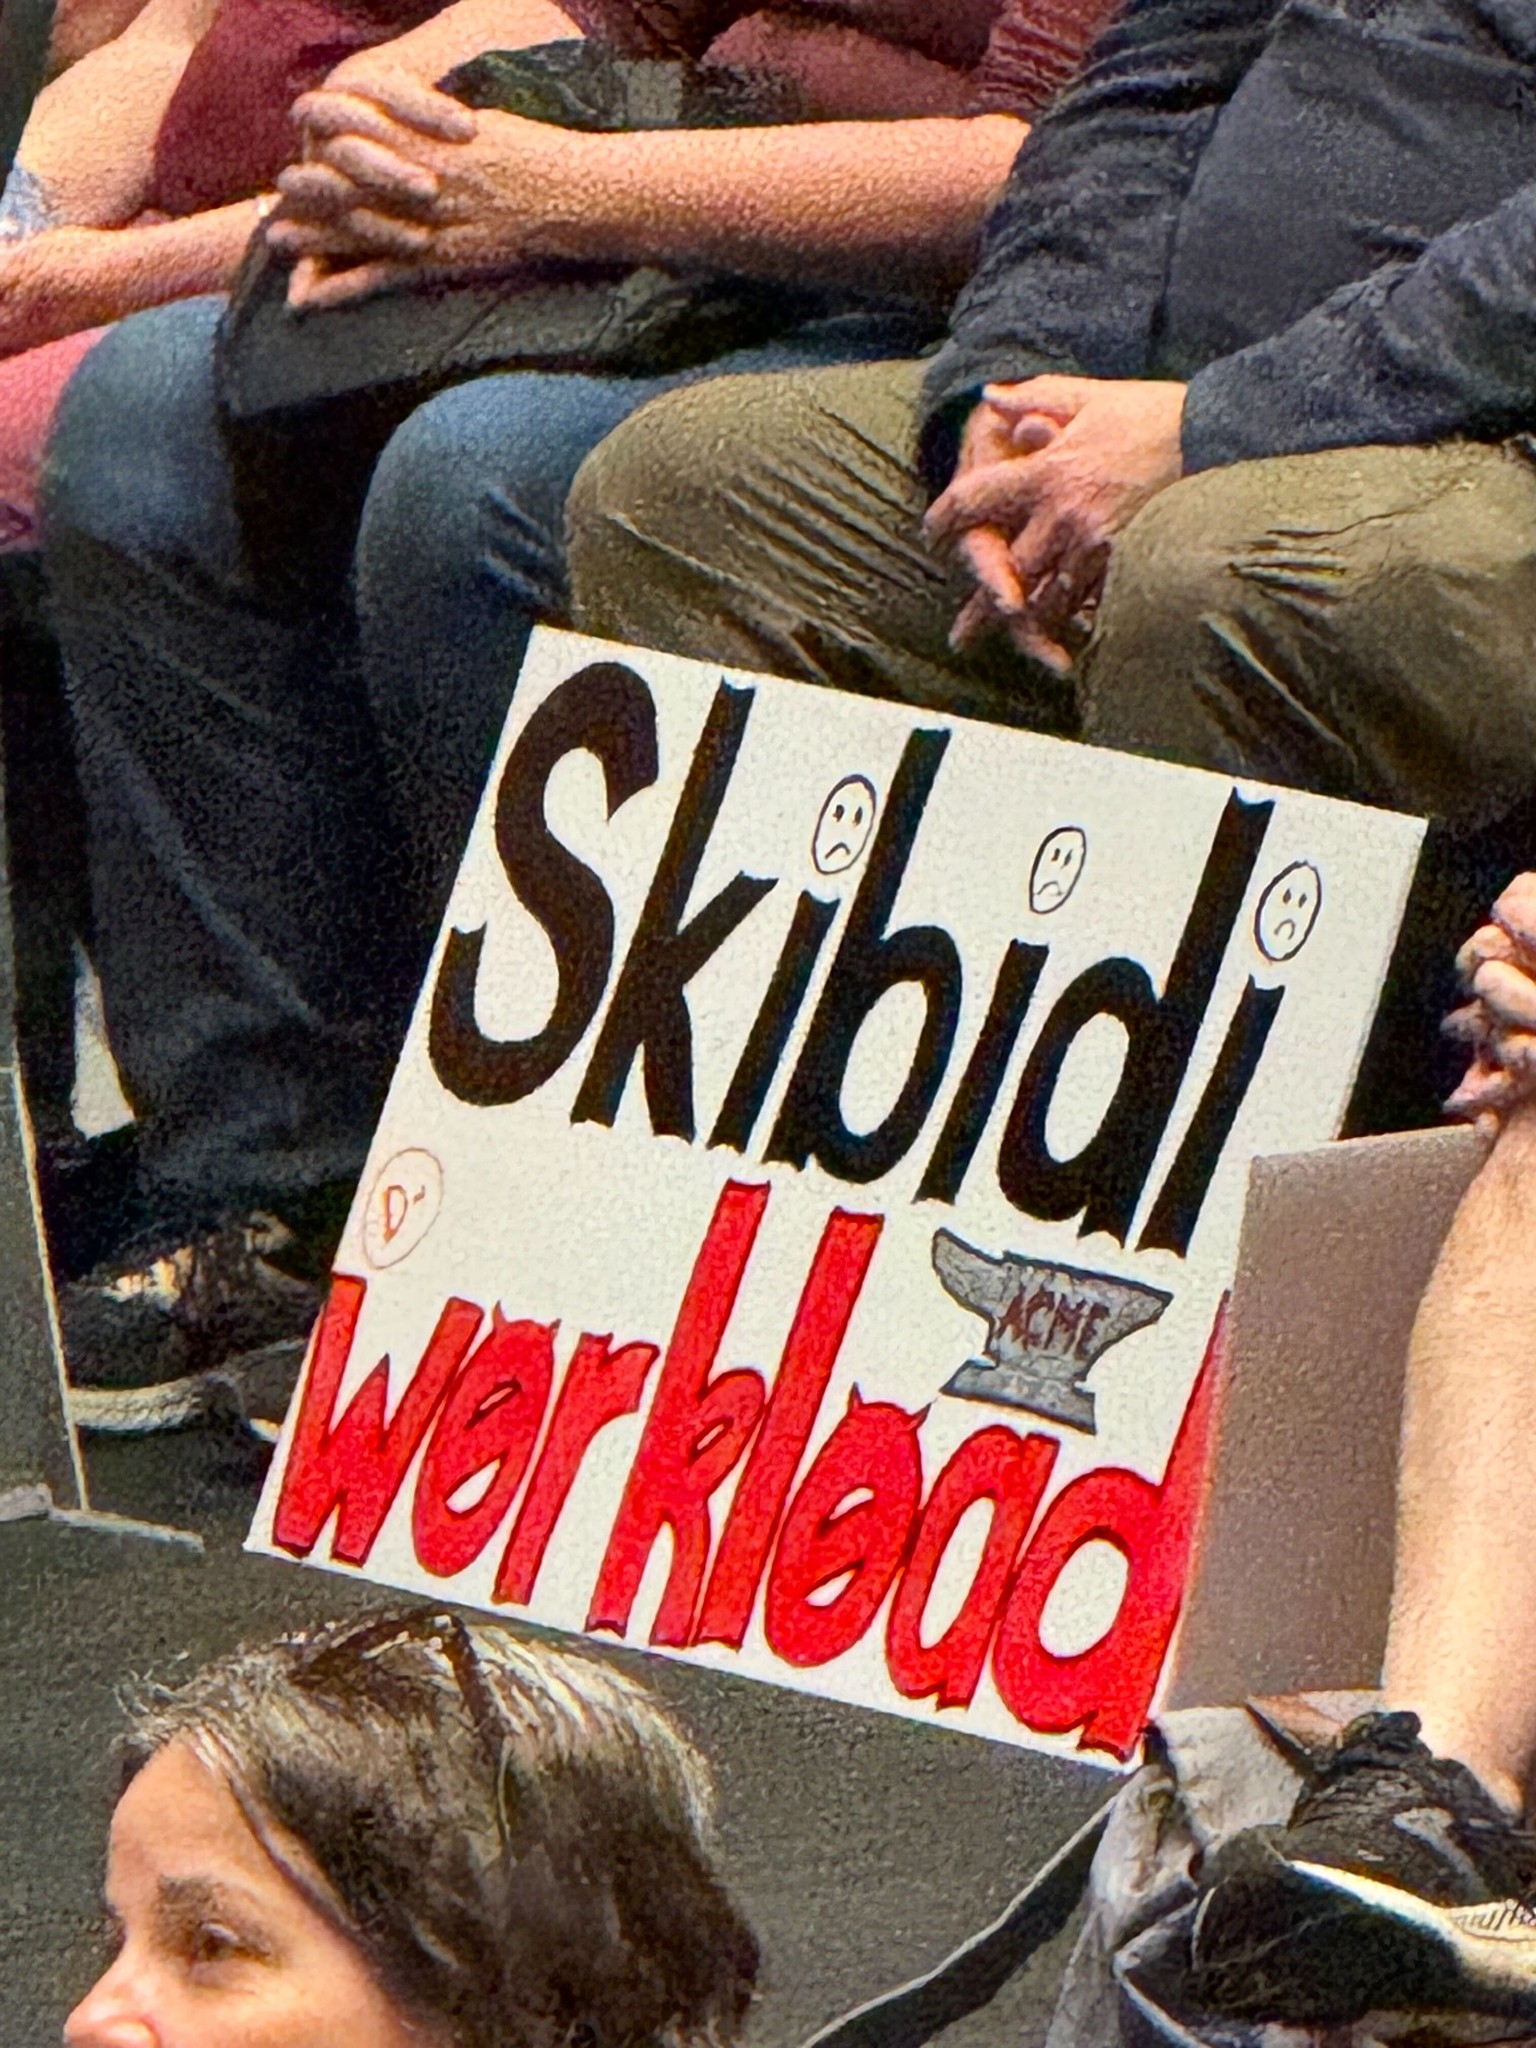 Skibidi
D-
ACME
workload